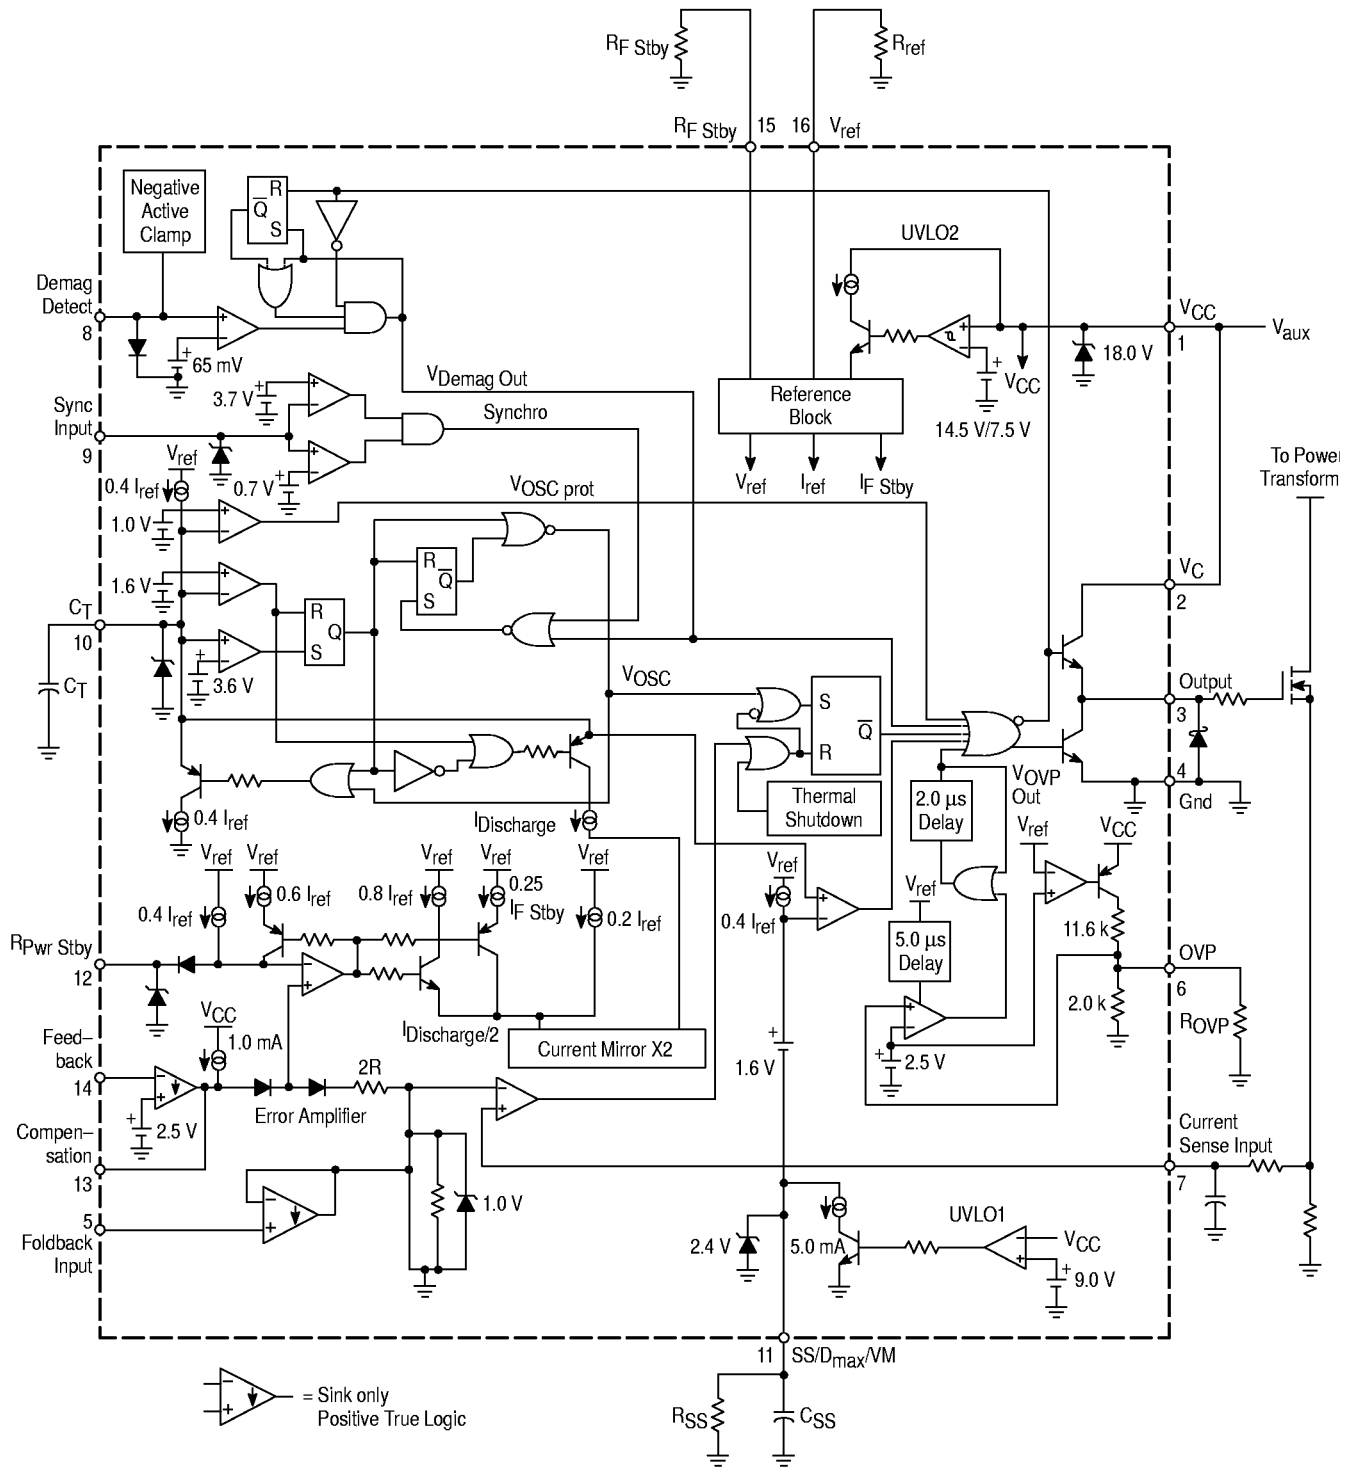 RF Stby
Rref
RF Stby
15
16
Vref
Negative
Active
Clamp
R
Q
S
UVLO2
Demag
Detect
8
+
65 mV
+
–
VCC
1
Vaux
18.0 V
VCC
14.5 V/7.5 V
VDemag Out
3.7 V
Synchro
Sync
Input
9
0.7 V
Reference
Block
Vref
Iref
IF Stby
To Power
Transform
Vref
0.4 Iref
VOSC prot
1.0 V
1.6 V
R
Q
S
R
Q
S
VC
2
CT
10
CT
3.6 V
VOSC
S
Q
R
Output
3
4
Gnd
Thermal
Shutdown
2.0 µs
Delay
VOVP
Out
0.4 Iref
IDischarge
Vref
Vref
Vref
Vref
Vref
Vref
Vref
VCC
Vref
0.4 Iref
0.6 Iref
0.8 Iref
0.25
IF Stby
0.2 Iref
0.4 Iref
5.0 µs
Delay
11.6 k
RPwr Stby
12
OVP
6
2.0 k
ROVP
IDischarge/2
Current Mirror X2
1.6 V
2.5 V
VCC
1.0 mA
Feed–
back
14
2R
Error Amplifier
2.5 V
Compen–
sation
13
Current
Sense Input
7
1.0 V
5
Foldback
Input
2.4 V
5.0 mA
UVLO1
VCC
9.0 V
11
SS/Dmax/VM
RSS
CSS
= Sink only
Positive True Logic